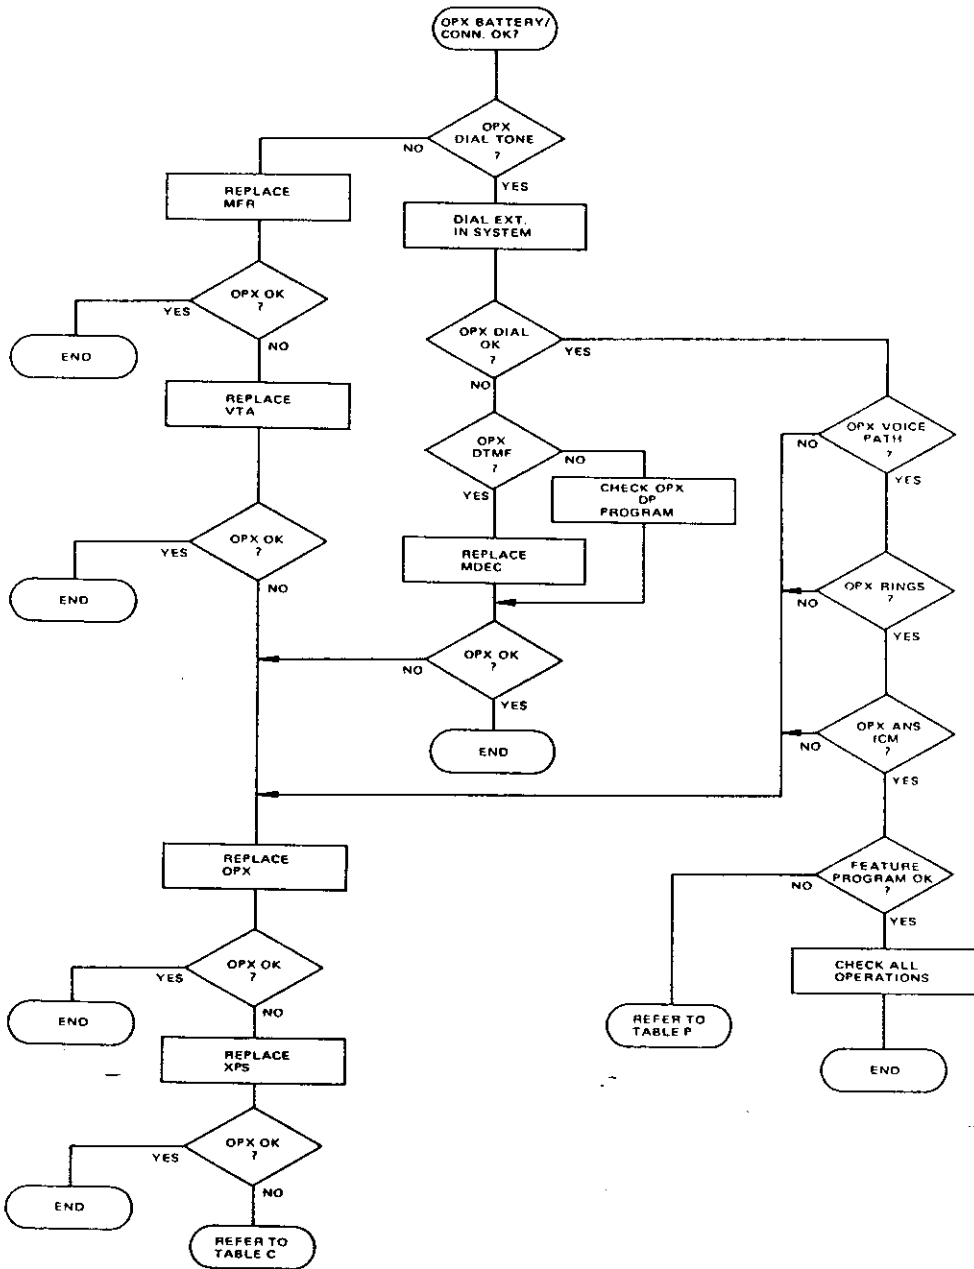 OPX BATTERY/
CONN. OK?
OPX
DIAL TONE
?
NO
YES
REPLACE
MFR
DIAL EXT.
IN SYSTEM
OPX OK
?
YES
NO
END
OPX DIAL
OK
?
YES
NO
REPLACE
VTA
OPX
DTMF
?
NO
YES
OPX VOICE
PATH
?
NO
YES
CHECK OPX
DP
PROGRAM
OPX OK
?
YES
NO
END
REPLACE
MDEC
OPX RINGS
?
NO
YES
OPX OK
?
NO
YES
END
OPX ANS
ICM
?
NO
YES
REPLACE
OPX
FEATURE
PROGRAM OK
?
NO
YES
OPX OK
?
YES
NO
END
CHECK ALL
OPERATIONS
REFER TO
TABLE P
END
REPLACE
XPS
OPX OK
?
YES
NO
END
REFER TO
TABLE C